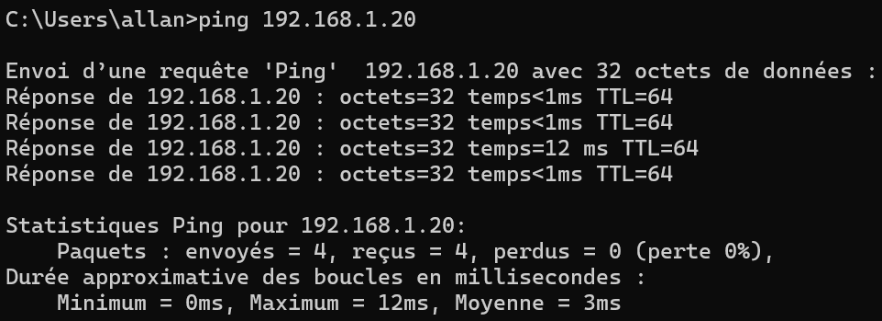 C:\Users\allan>ping 192.168.1.20
Envoi d’une requête 'Ping'  192.168.1.20 avec 32 octets de données :
Réponse de 192.168.1.20 : octets=32 temps<1ms TTL=64
Réponse de 192.168.1.20 : octets=32 temps<1ms TTL=64
Réponse de 192.168.1.20 : octets=32 temps=12 ms TTL=64
Réponse de 192.168.1.20 : octets=32 temps<1ms TTL=64
Statistiques Ping pour 192.168.1.20:
    Paquets : envoyés = 4, reçus = 4, perdus = 0 (perte 0%),
Durée approximative des boucles en millisecondes :
    Minimum = 0ms, Maximum = 12ms, Moyenne = 3ms